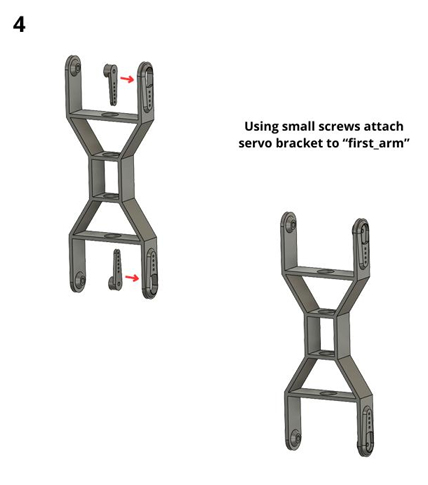 4
Using small screws attach
servo bracket to “first_arm”